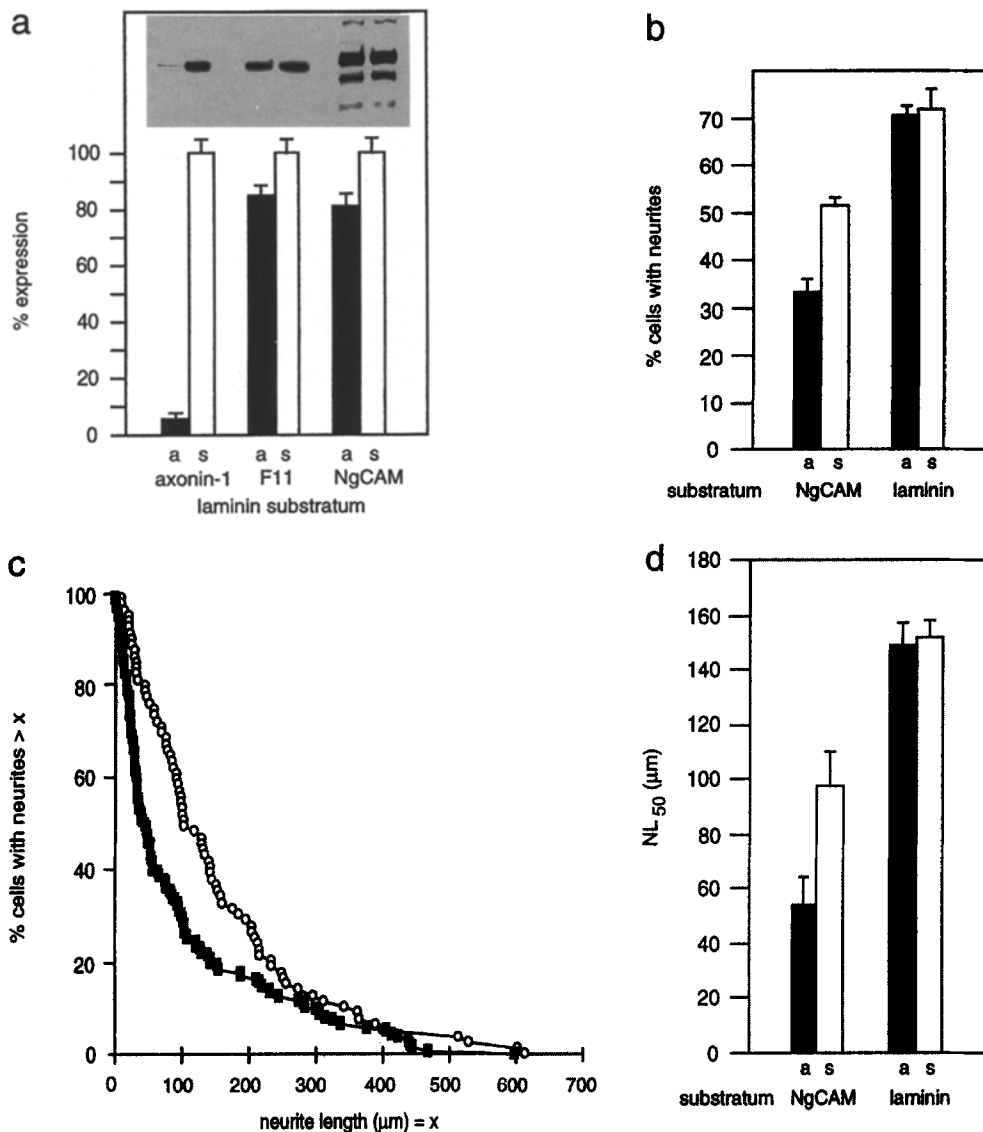 a
% expression
100
80
60
40
20
0
a s a s a s
axonin-1 F11 NgCAM
laminin substratum
b
% cells with neurites
70
60
50
40
30
20
10
0
a s a s
substratum NgCAM laminin
c
% cells with neurites > x
100
80
60
40
20
0
0 100 200 300 400 500 600 700
neurite length (μm) = x
d
NL50 (μm)
180
160
140
120
100
80
60
40
20
0
a s a s
substratum NgCAM laminin